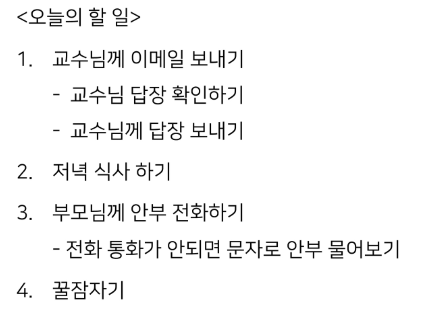 <오늘의 할 일>
1. 교수님께 이메일 보내기
- 교수님 답장 확인하기
- 교수님께 답장 보내기
2. 저녁 식사 하기
3. 부모님께 안부 전화하기
- 전화 통화가 안되면 문자로 안부 물어보기
4. 꿀잠자기